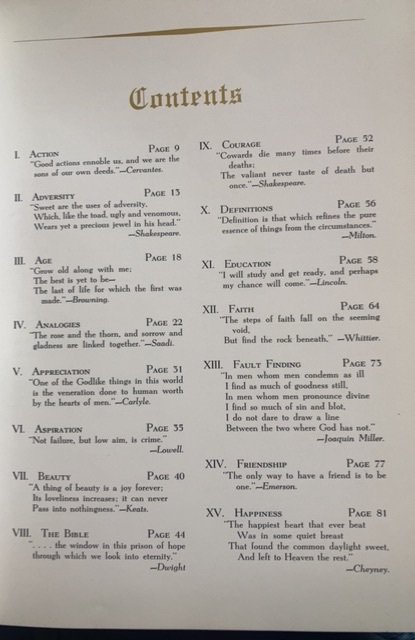 Contents
I. Action Page 9
"Good actions ennoble us, and we are the
sons of our own deeds."—Cervantes.
II. Adversity Page 13
"Sweet are the uses of adversity,
Which, like the toad, ugly and venomous,
Wears yet a precious jewel in his head."
—Shakespeare.
III. Age Page 18
"Grow old along with me;
The best is yet to be—
The last of life for which the first was
made."—Browning.
IV. Analogies Page 22
"The rose and the thorn, and sorrow and
gladness are linked together."—Saadi.
V. Appreciation Page 31
"One of the Godlike things in this world
is the veneration done to human worth
by the hearts of men."—Carlyle.
VI. Aspiration Page 35
"Not failure, but low aim, is crime."
—Lowell.
VII. Beauty Page 40
"A thing of beauty is a joy forever;
Its loveliness increases; it can never
Pass into nothingness."—Keats.
VIII. The Bible Page 44
". . . . the window in this prison of hope
through which we look into eternity."
—Dwight
IX. Courage Page 52
"Cowards die many times before their
deaths;
The valiant never taste of death but
once."—Shakespeare.
X. Definitions Page 56
"Definition is that which refines the pure
essence of things from the circumstances."
—Milton.
XI. Education Page 58
"I will study and get ready, and perhaps
my chance will come."—Lincoln.
XII. Faith Page 64
"The steps of faith fall on the seeming
void,
But find the rock beneath." —Whittier.
XIII. Fault Finding Page 73
"In men whom men condemn as ill
I find as much of goodness still,
In men whom men pronounce divine
I find so much of sin and blot,
I do not dare to draw a line
Between the two where God has not."
—Joaquin Miller.
XIV. Friendship Page 77
"The only way to have a friend is to be
one."—Emerson.
XV. Happiness Page 81
"The happiest heart that ever beat
Was in some quiet breast
That found the common daylight sweet,
And left to Heaven the rest."
—Cheyney.